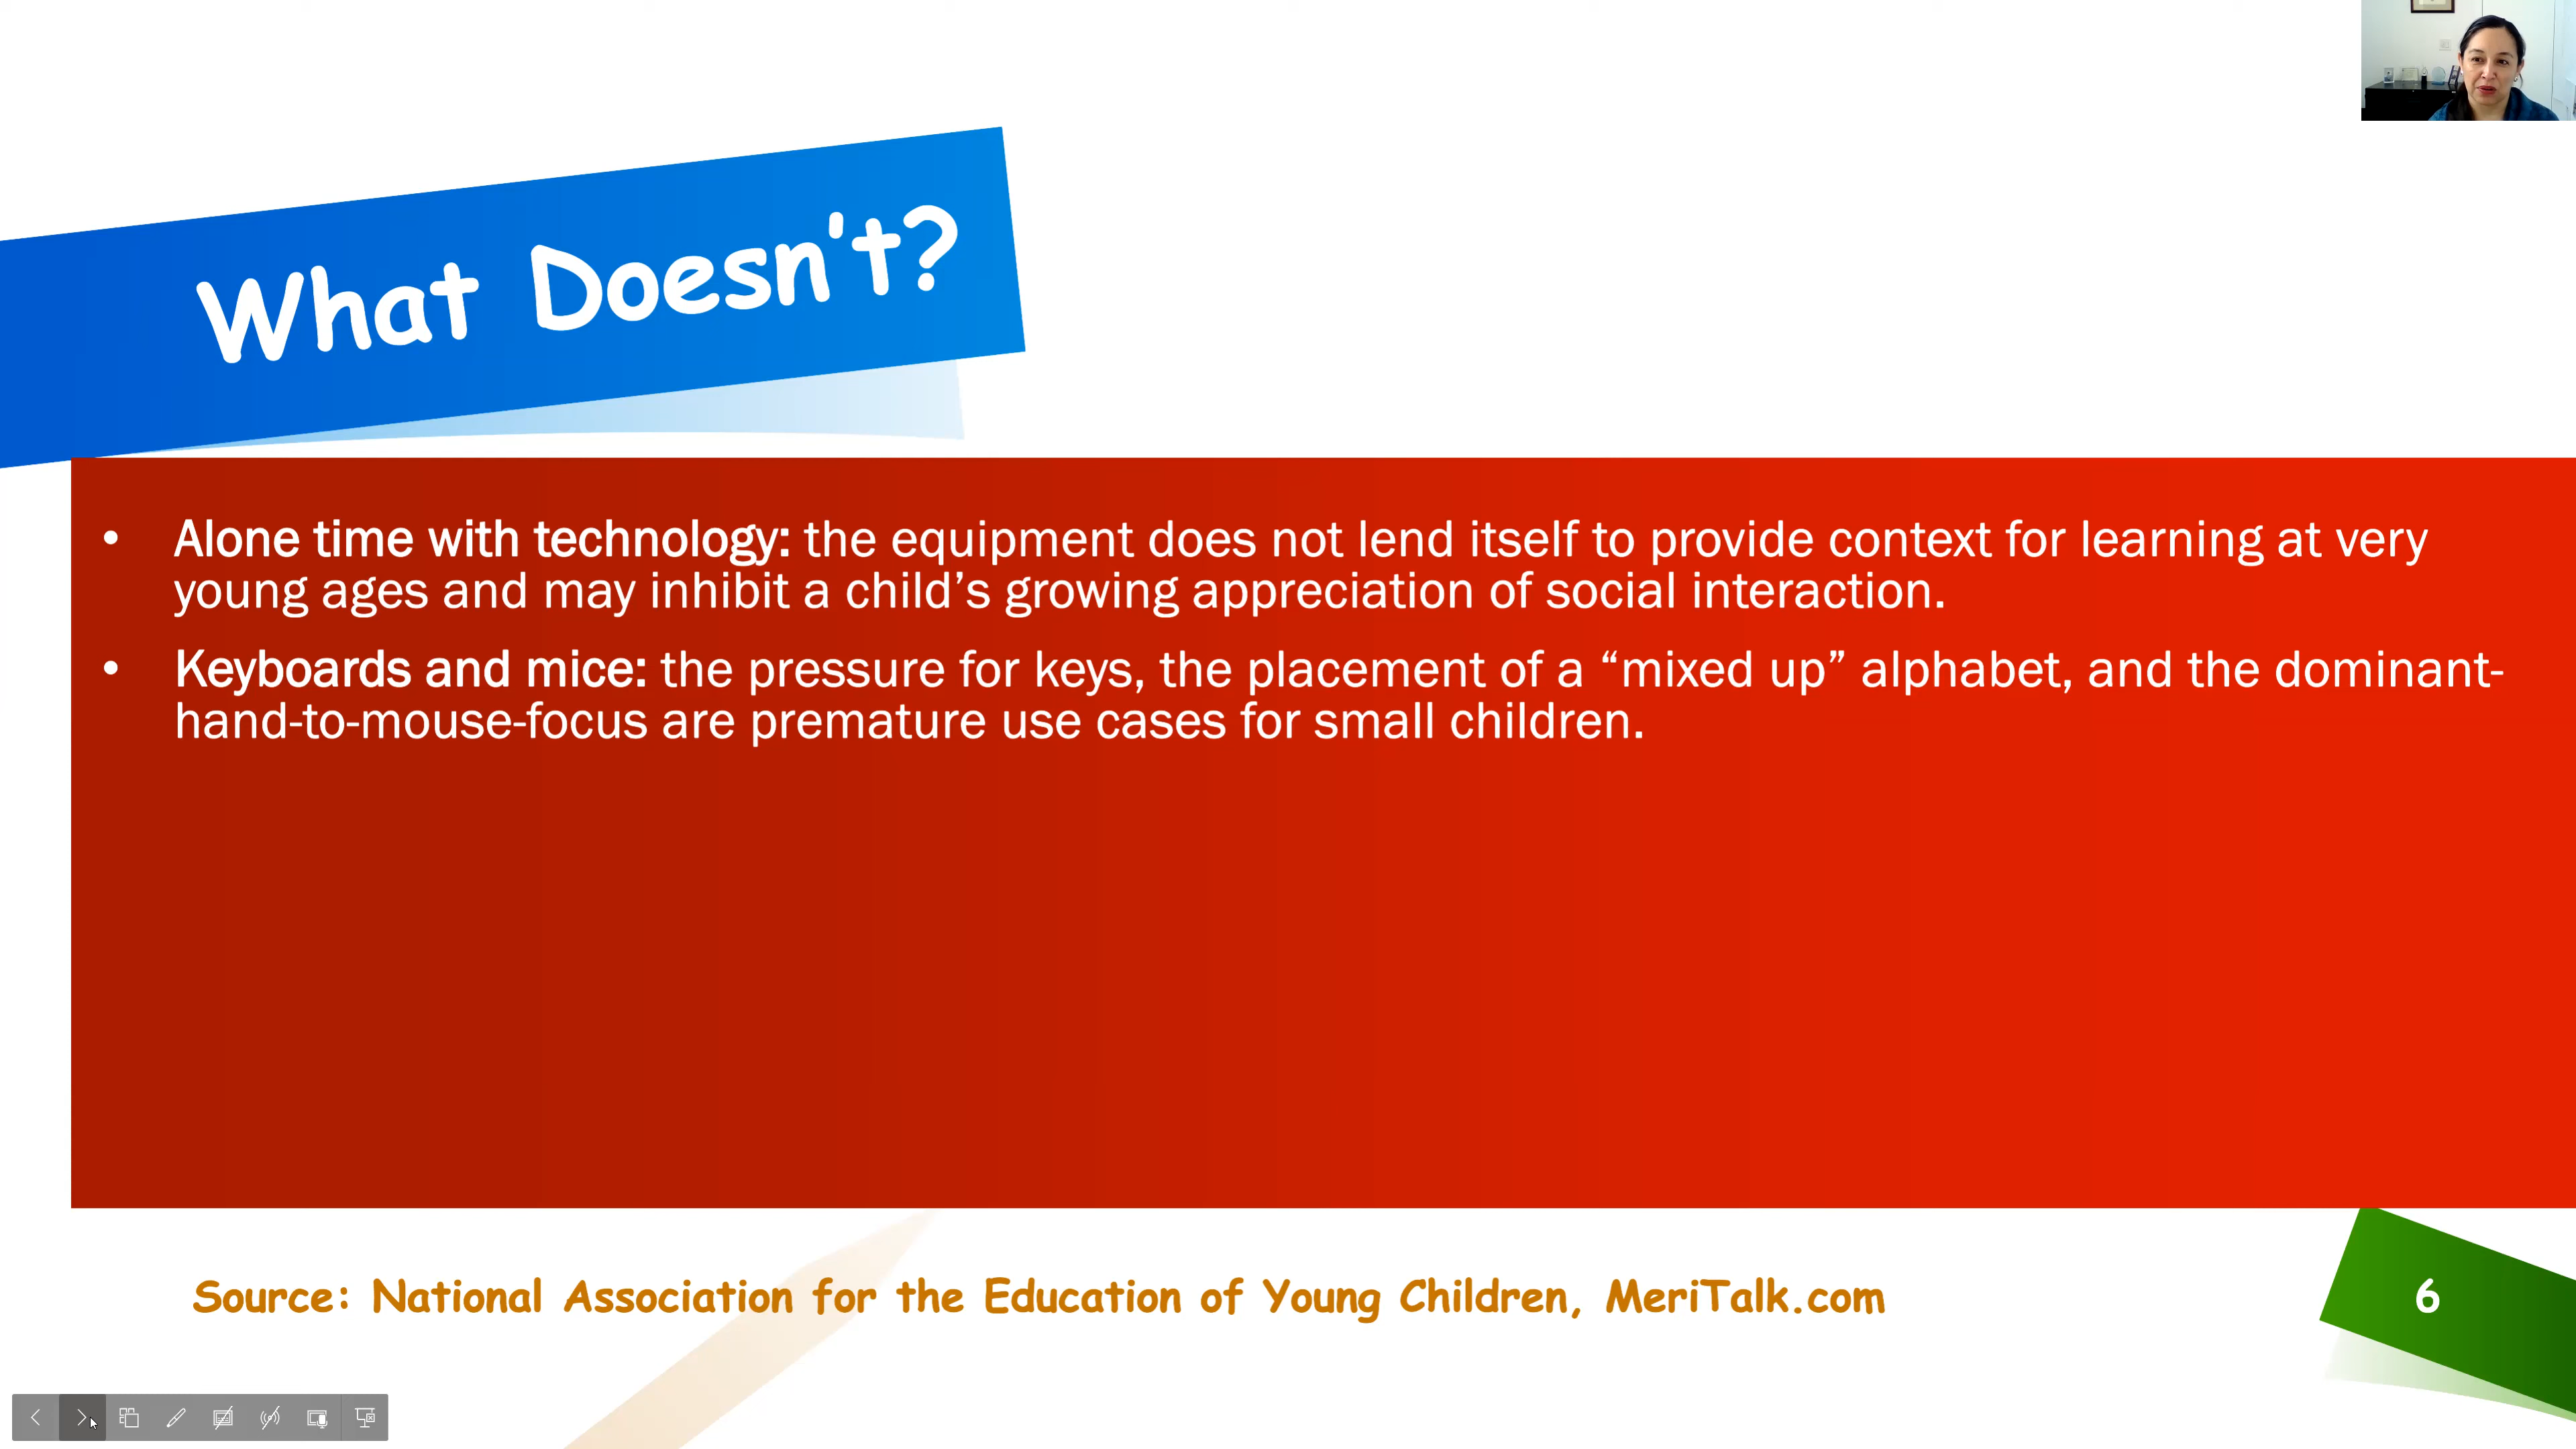 What Doesn't?
• Alone time with technology: the equipment does not lend itself to provide context for learning at very
young ages and may inhibit a child’s growing appreciation of social interaction.
• Keyboards and mice: the pressure for keys, the placement of a “mixed up” alphabet, and the dominant-
hand-to-mouse-focus are premature use cases for small children.
Source: National Association for the Education of Young Children, MeriTalk.com
6